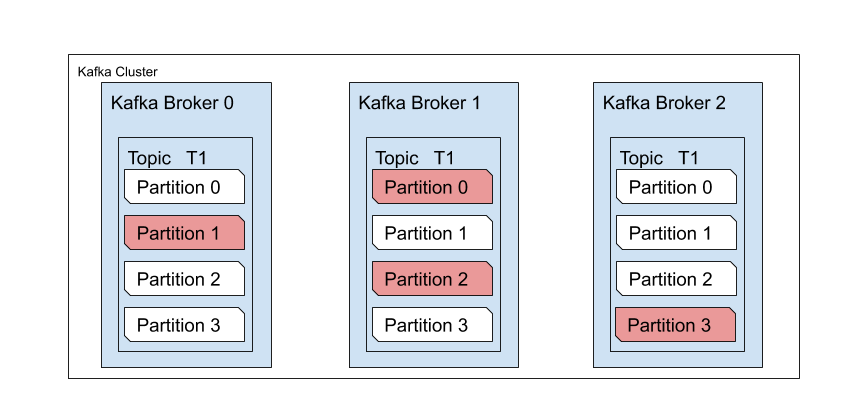 Kafka Cluster
Kafka Broker 0
Topic T1
Partition 0
Partition 1
Partition 2
Partition 3
Kafka Broker 1
Topic T1
Partition 0
Partition 1
Partition 2
Partition 3
Kafka Broker 2
Topic T1
Partition 0
Partition 1
Partition 2
Partition 3